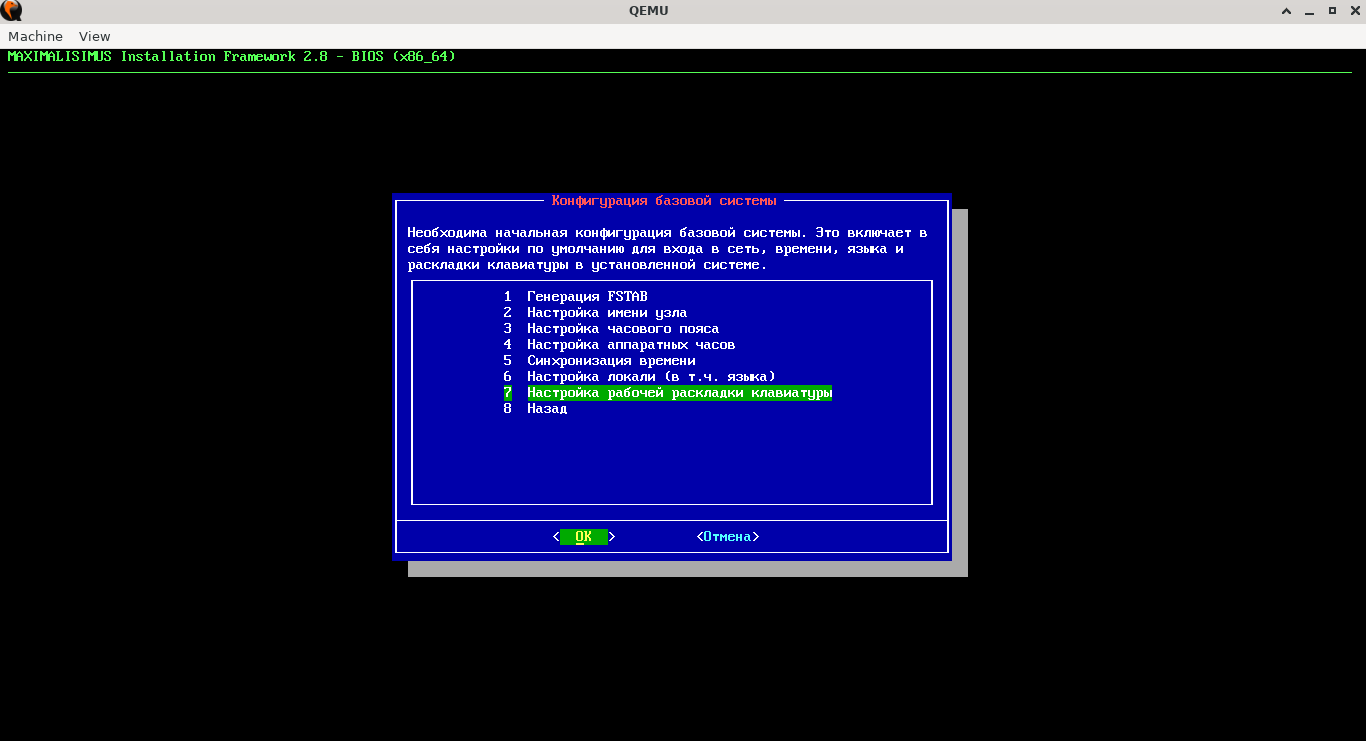 QEMU
Machine View
MAXIMALISIMUS Installation Framework 2.8 - BIOS (x86_64)
Конфигурация базовой системы
Необходима начальная конфигурация базовой системы. Это включает в
себя настройки по умолчанию для входа в сеть, времени, языка и
раскладки клавиатуры в установленной системе.
1 Генерация FSTAB
2 Настройка имени узла
3 Настройка часового пояса
4 Настройка аппаратных часов
5 Синхронизация времени
6 Настройка локали (в т.ч. языка)
7 Настройка рабочей раскладки клавиатуры
8 Назад
< OK > <Отмена>